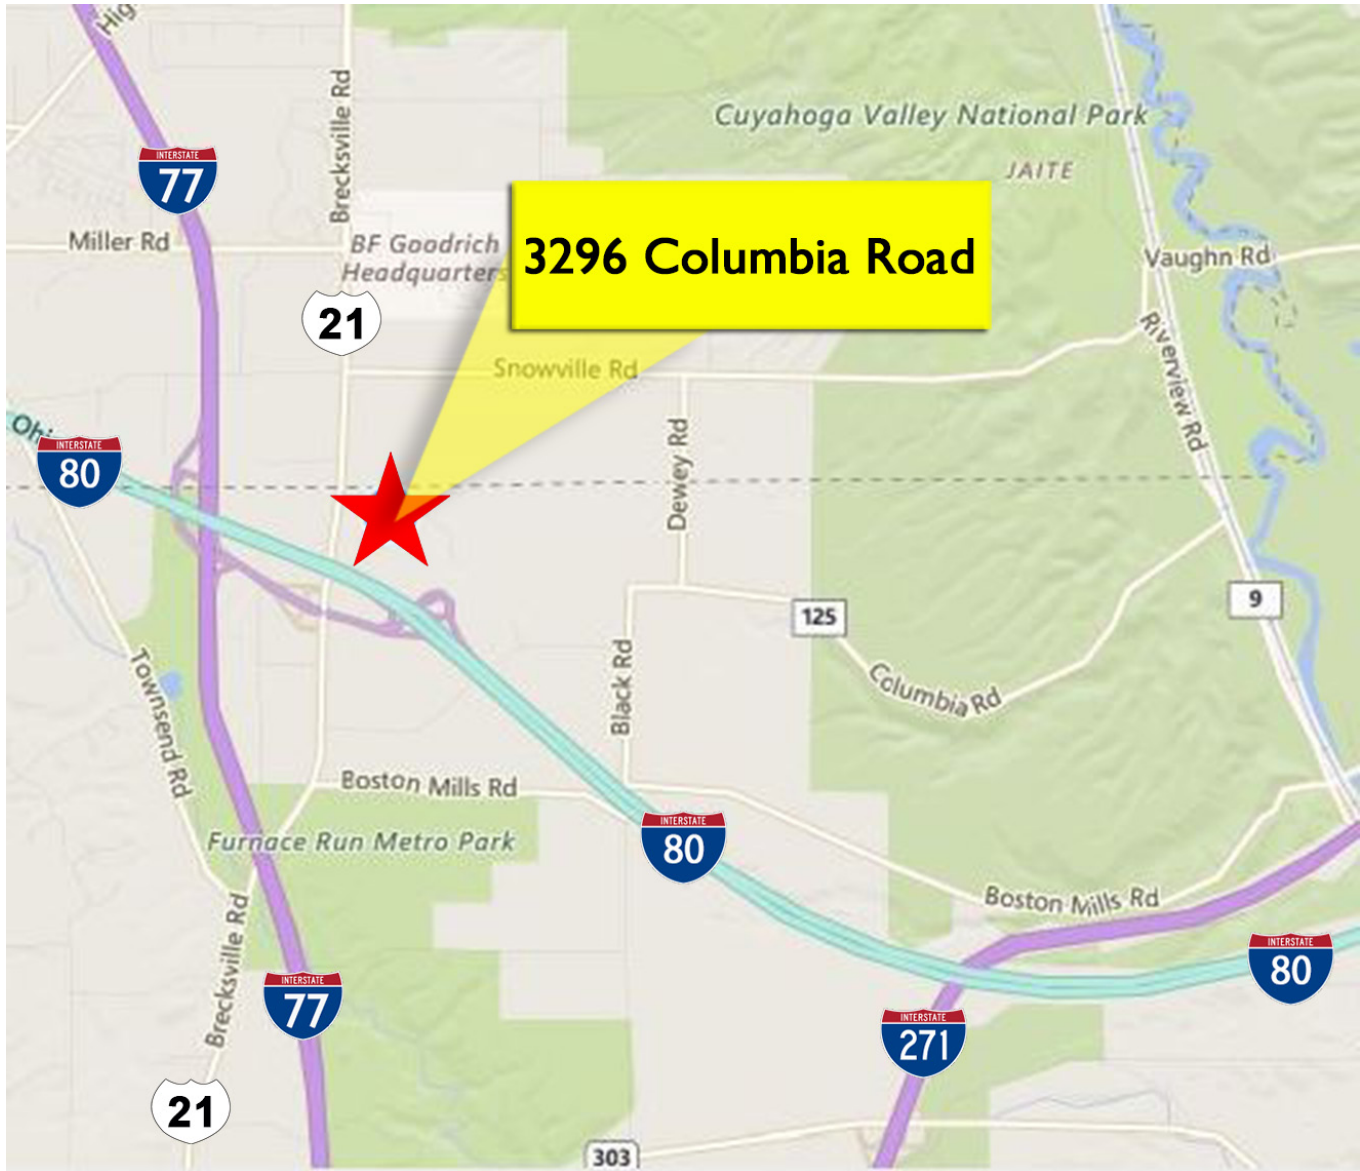 Hig
Brecksville Rd
Cuyahoga Valley National Park
INTERSTATE
77
JAITE
Miller Rd
BF Goodrich
Headquarters
3296 Columbia Road
Vaughn Rd
21
Riverview Rd
Snowville Rd
Ohi
INTERSTATE
80
Dewey Rd
9
125
Townsend Rd
Black Rd
Columbia Rd
Boston Mills Rd
Furnace Run Metro Park
INTERSTATE
80
Brecksville Rd
Boston Mills Rd
INTERSTATE
80
INTERSTATE
77
INTERSTATE
271
21
303